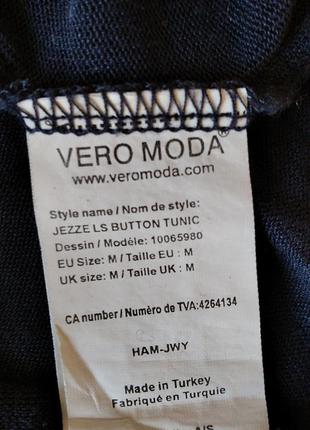 VERO MODA®
www.veromoda.com
Style name / Nom de style:
JEZZE LS BUTTON TUNIC
Dessin / Modèle: 10065980
EU Size: M / Taille EU : M
UK size: M / Taille UK : M
CA number / Numéro de TVA:4264134
HAM-JWY
Made in Turkey
Fabriqué en Turquie